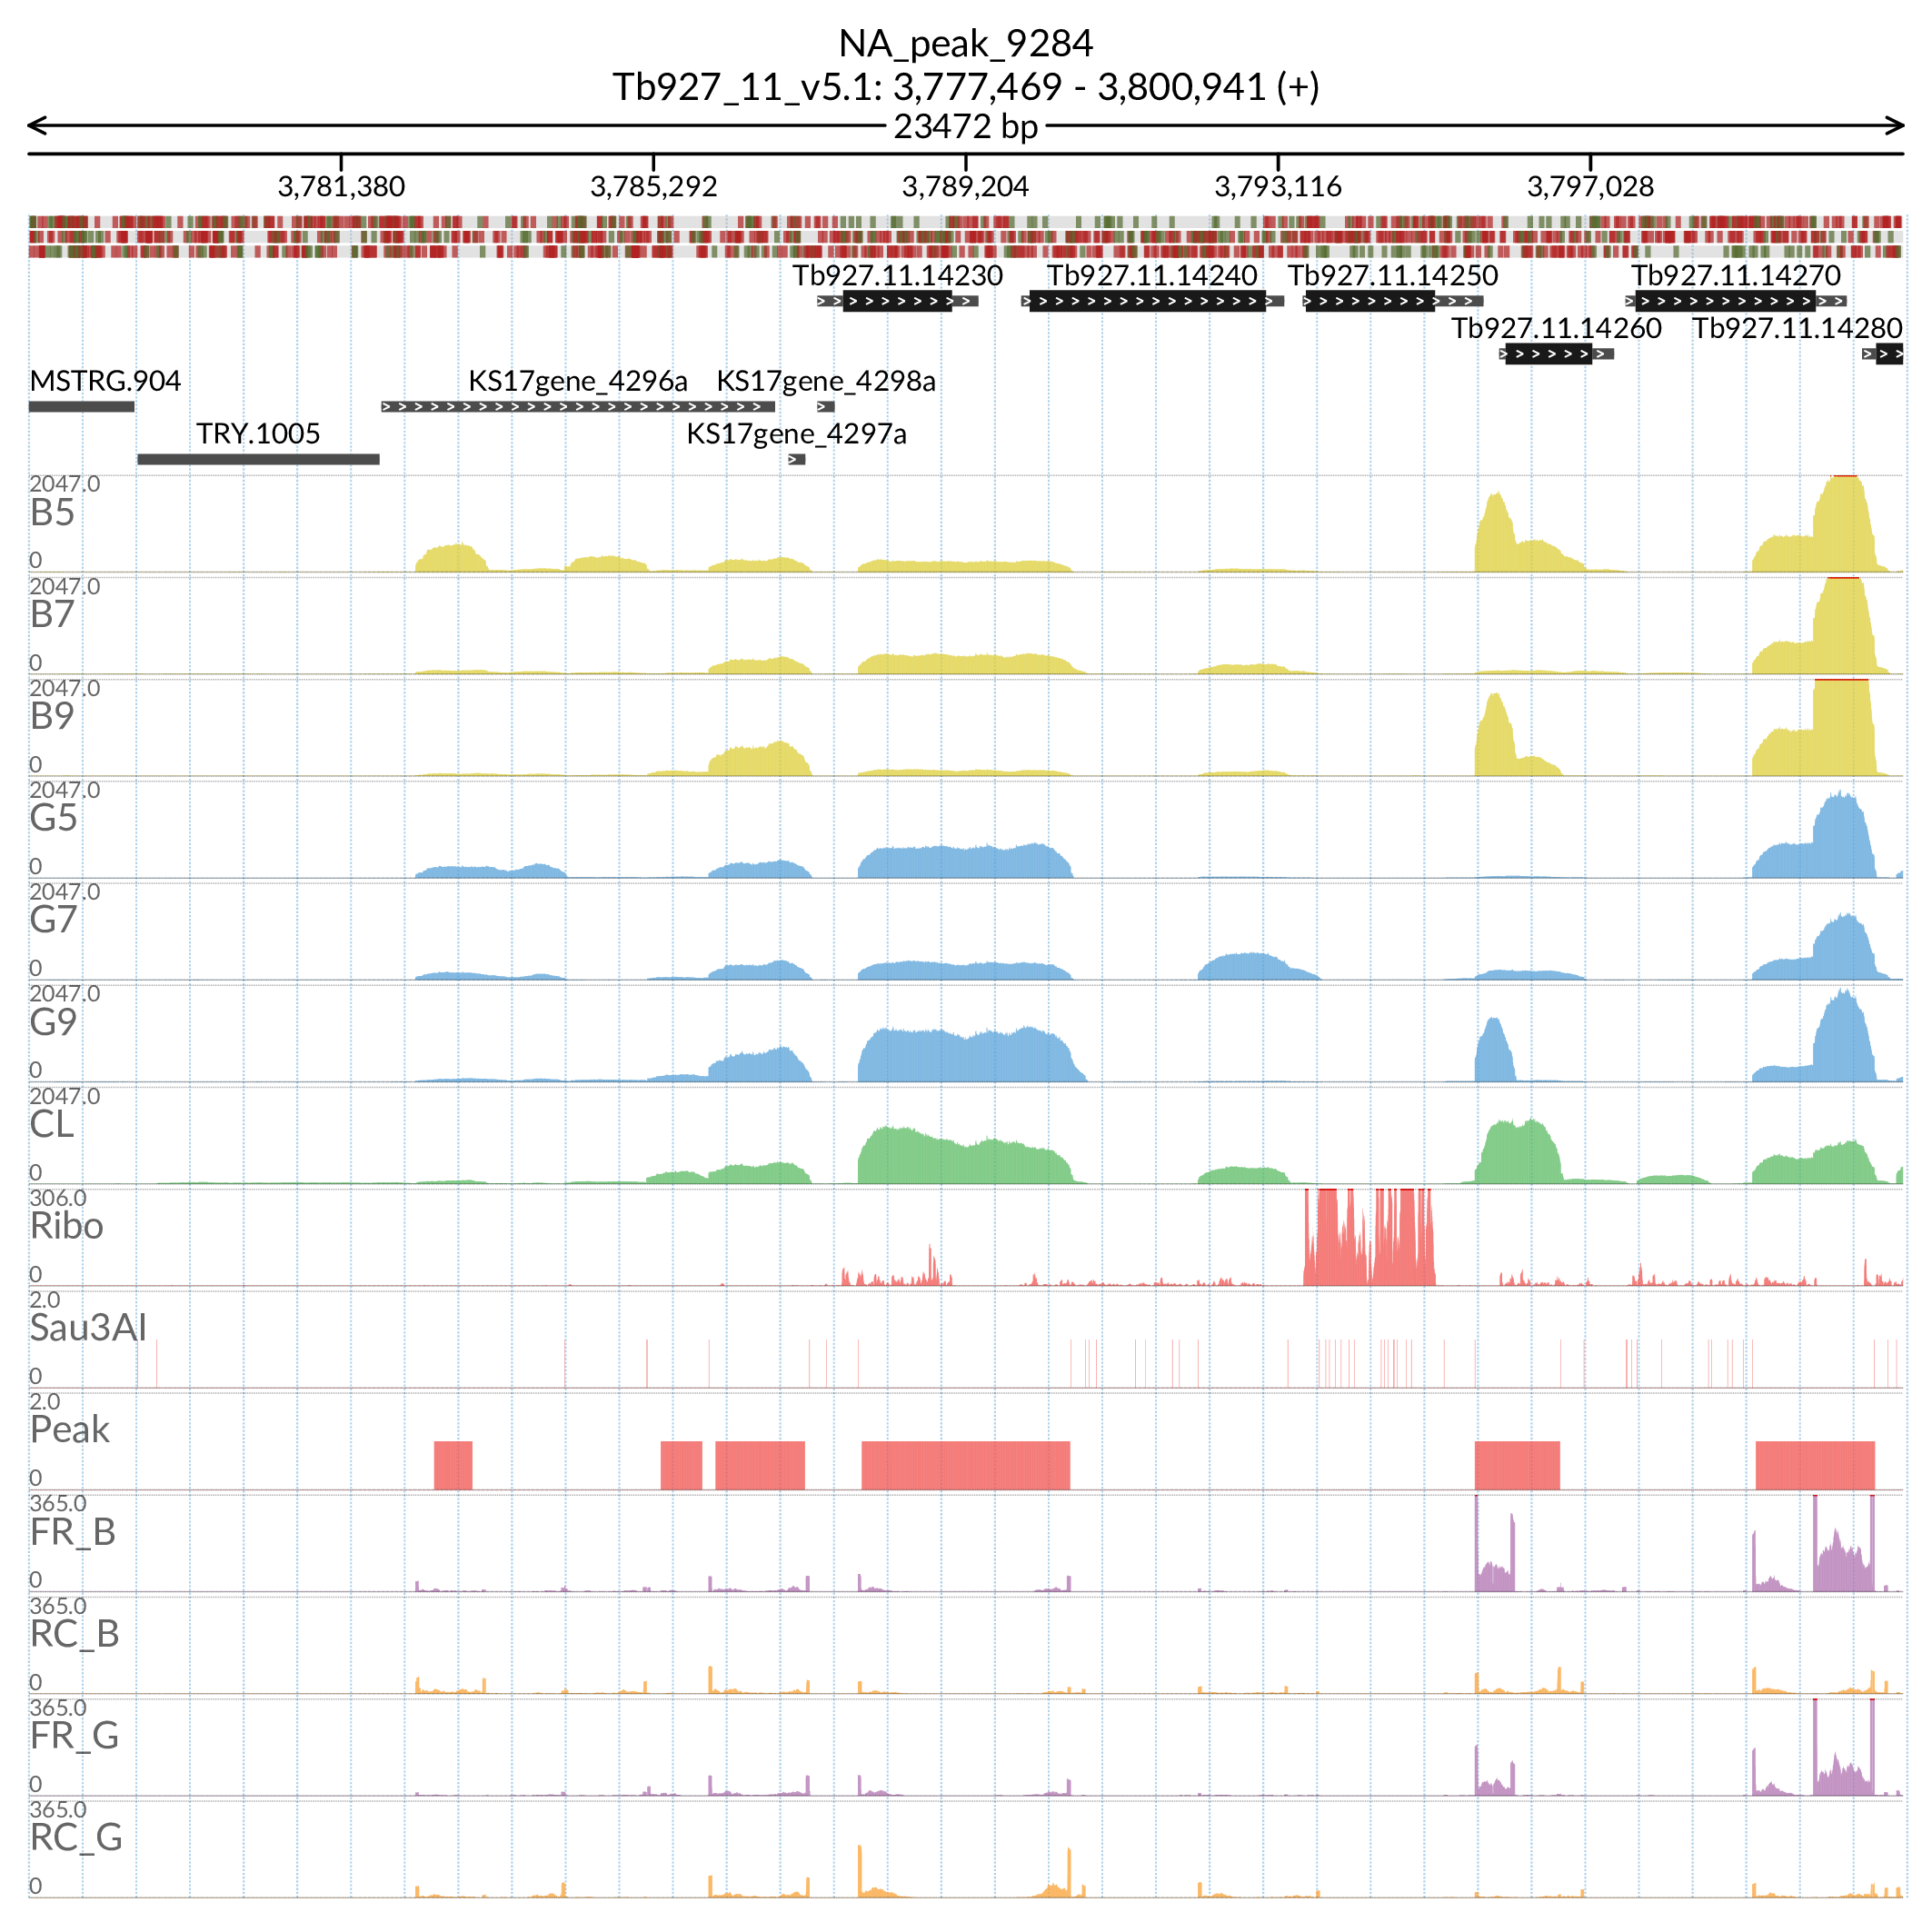 NA_peak_9284
Tb927_11_v5.1: 3,777,469 - 3,800,941 (+)
23472 bp
3,781,380 3,785,292 3,789,204 3,793,116 3,797,028
Tb927.11.14230 Tb927.11.14240 Tb927.11.14250 Tb927.11.14270
Tb927.11.14260 Tb927.11.14280
MSTRG.904 KS17gene_4296a KS17gene_4298a
TRY.1005 KS17gene_4297a
2047.0
B5
0
2047.0
B7
0
2047.0
B9
0
2047.0
G5
0
2047.0
G7
0
2047.0
G9
0
2047.0
CL
0
306.0
Ribo
0
2.0
Sau3AI
0
2.0
Peak
0
365.0
FR_B
0
365.0
RC_B
0
365.0
FR_G
0
365.0
RC_G
0